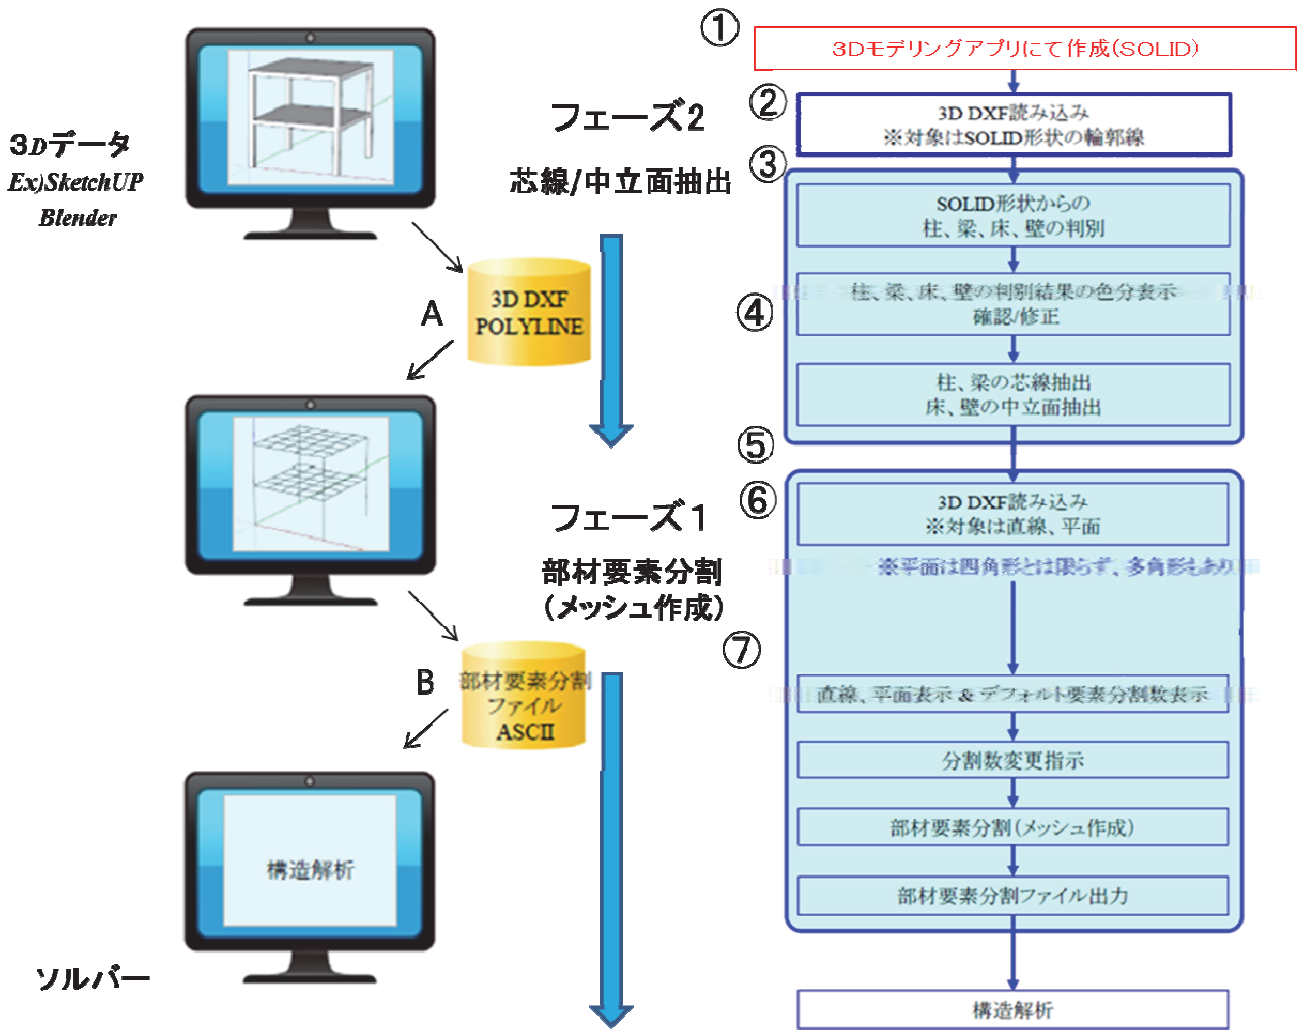 3Dデータ
Ex)SketchUP
Blender
3D DXF
POLYLINE
A
B
部材要素分割
ファイル
ASCII
構造解析
ソルバー
フェーズ2
芯線/中立面抽出
フェーズ1
部材要素分割
(メッシュ作成)
①
3Dモデリングアプリにて作成(SOLID)
②
3D DXF読み込み
※対象はSOLID形状の輪郭線
③
SOLID形状からの
柱、梁、床、壁の判別
④
柱、梁、床、壁の判別結果の色分表示
確認/修正
柱、梁の芯線抽出
床、壁の中立面抽出
⑤
⑥
3D DXF読み込み
※対象は直線、平面
※平面は四角形とは限らず、多角形もあり
⑦
直線、平面表示 & デフォルト要素分割数表示
分割数変更指示
部材要素分割(メッシュ作成)
部材要素分割ファイル出力
構造解析